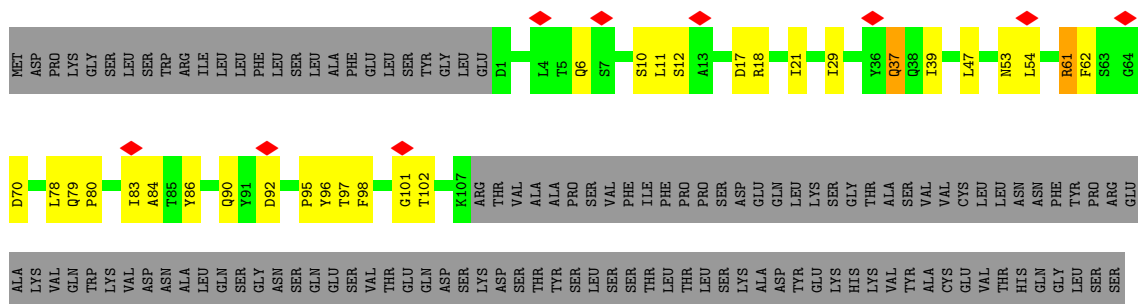 MET ASP PRO LYS GLY SER LEU SER TRP ARG ILE LEU LEU PHE LEU SER LEU ALA PHE GLU LEU SER TYR GLY LEU GLU D1 L4 T5 Q6 S7 S10 L11 S12 A13 D17 R18 I21 I29 Y36 Q37 Q38 I39 L47 N53 L54 R61 F62 S63 G64
D70 L78 Q79 P80 I83 A84 T85 Y86 Q90 Y91 D92 P95 Y96 T97 F98 G101 T102 K107 ARG THR VAL ALA ALA PRO SER VAL PHE ILE PHE PRO PRO SER ASP GLU GLN LEU LYS SER GLY THR ALA SER VAL VAL CYS LEU LEU ASN ASN PHE TYR PRO ARG GLU
ALA LYS VAL GLN TRP LYS VAL ASP ASN ALA LEU GLN SER GLY ASN SER GLN GLU SER VAL THR GLU GLN ASP SER LYS ASP SER THR TYR SER LEU SER SER THR LEU THR LEU SER LYS ALA ASP TYR GLU LYS HIS LYS VAL TYR ALA CYS GLU VAL THR HIS GLN GLY LEU SER SER